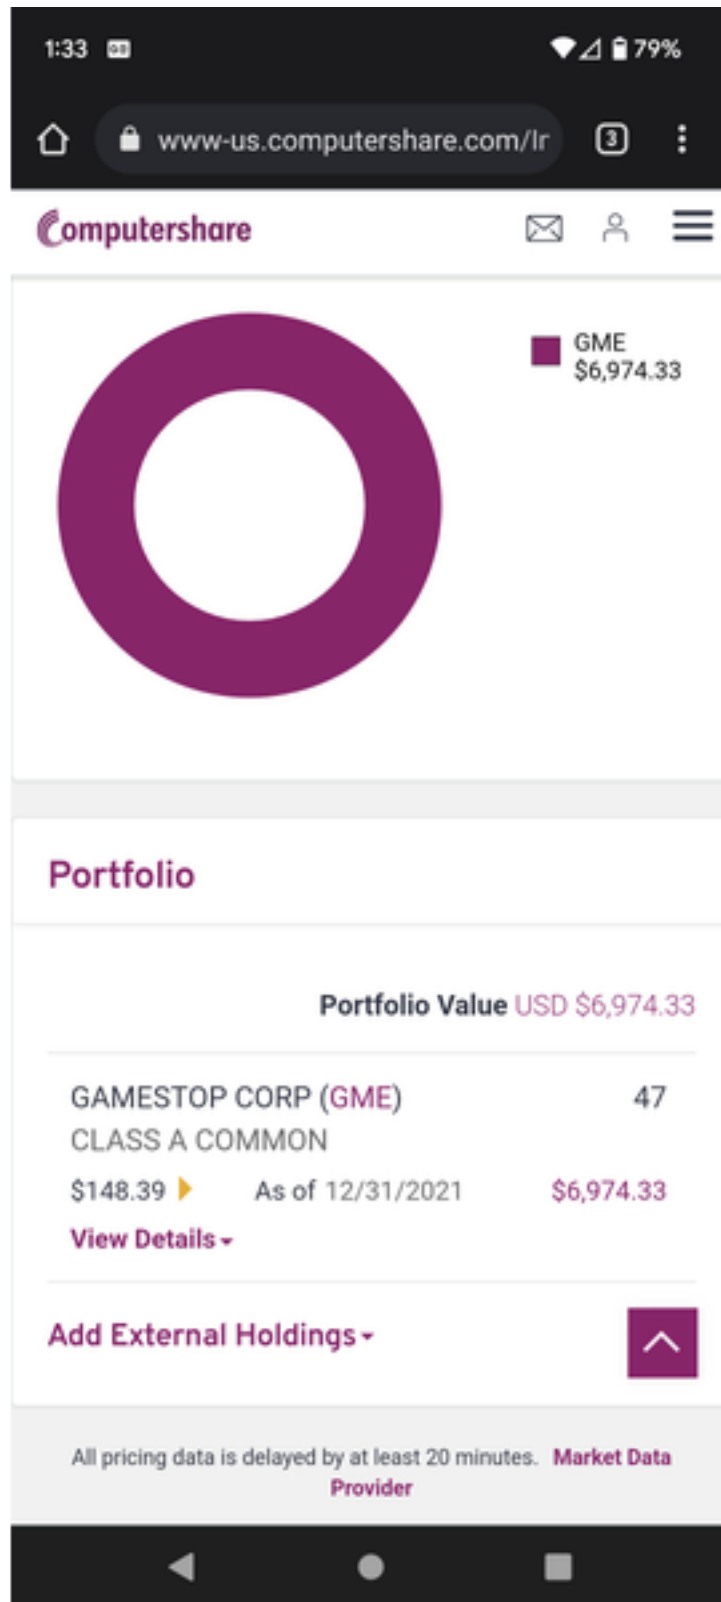 1:33 79%
www-us.computershare.com/Ir 3
Computershare
GME
$6,974.33
Portfolio
Portfolio Value USD $6,974.33
GAMESTOP CORP (GME) 47
CLASS A COMMON
$148.39 As of 12/31/2021 $6,974.33
View Details
Add External Holdings
All pricing data is delayed by at least 20 minutes. Market Data
Provider